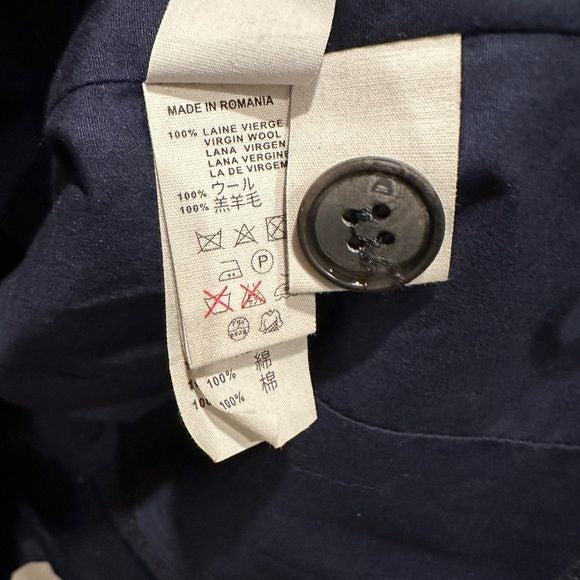 MADE IN ROMANIA
100% LAINE VIERGE
VIRGIN WOOL
LANA VIRGEN
LANA VERGINE
LA DE VIRGEM
100% ウール
100% 羔羊毛
P
100% 綿
100% 棉
100%